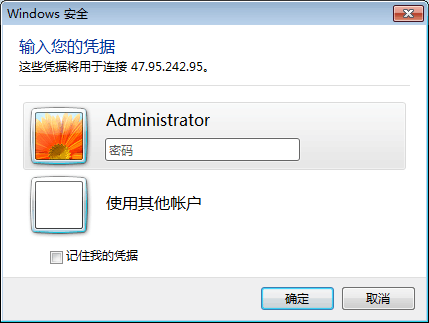 Windows 安全
输入您的凭据
这些凭据将用于连接 47.95.242.95。
Administrator
密码
使用其他帐户
记住我的凭据
确定
取消